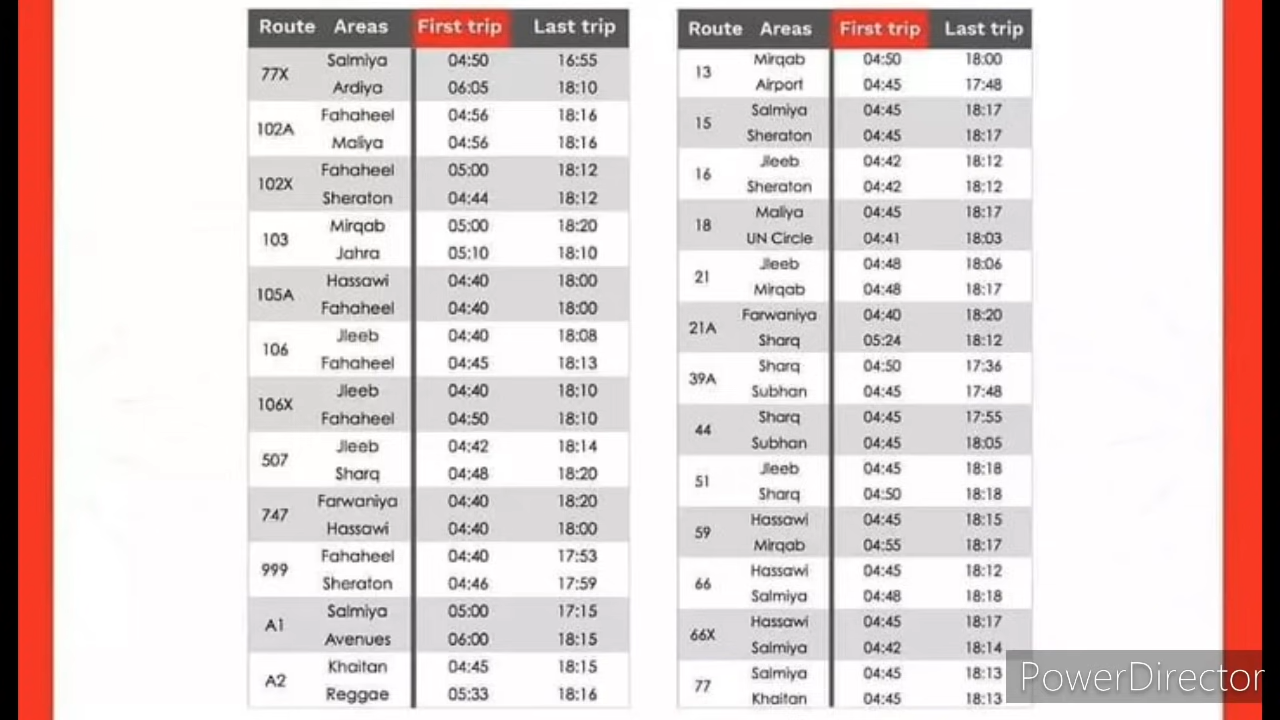 Route Areas First trip Last trip
77X Salmiya 04:50 16:55
Ardiya 06:05 18:10
102A Fahaheel 04:56 18:16
Maliya 04:56 18:16
102X Fahaheel 05:00 18:12
Sheraton 04:44 18:12
103 Mirqab 05:00 18:20
Jahra 05:10 18:10
105A Hassawi 04:40 18:00
Fahaheel 04:40 18:00
106 Jleeb 04:40 18:08
Fahaheel 04:45 18:13
106X Jleeb 04:40 18:10
Fahaheel 04:50 18:10
507 Jleeb 04:42 18:14
Sharq 04:48 18:20
747 Farwaniya 04:40 18:20
Hassawi 04:40 18:00
999 Fahaheel 04:40 17:53
Sheraton 04:46 17:59
A1 Salmiya 05:00 17:15
Avenues 06:00 18:15
A2 Khaitan 04:45 18:15
Reggae 05:33 18:16
Route Areas First trip Last trip
13 Mirqab 04:50 18:00
Airport 04:45 17:48
15 Salmiya 04:45 18:17
Sheraton 04:45 18:17
16 Jleeb 04:42 18:12
Sheraton 04:42 18:12
18 Maliya 04:45 18:17
UN Circle 04:41 18:03
21 Jleeb 04:48 18:06
Mirqab 04:48 18:17
21A Farwaniya 04:40 18:20
Sharq 05:24 18:12
39A Sharq 04:50 17:36
Subhan 04:45 17:48
44 Sharq 04:45 17:55
Subhan 04:45 18:05
51 Jleeb 04:45 18:18
Sharq 04:50 18:18
59 Hassawi 04:45 18:15
Mirqab 04:55 18:17
66 Hassawi 04:45 18:12
Salmiya 04:48 18:18
66X Hassawi 04:45 18:17
Salmiya 04:42 18:14
77 Salmiya 04:45 18:13
Khaitan 04:45 18:13
PowerDirector